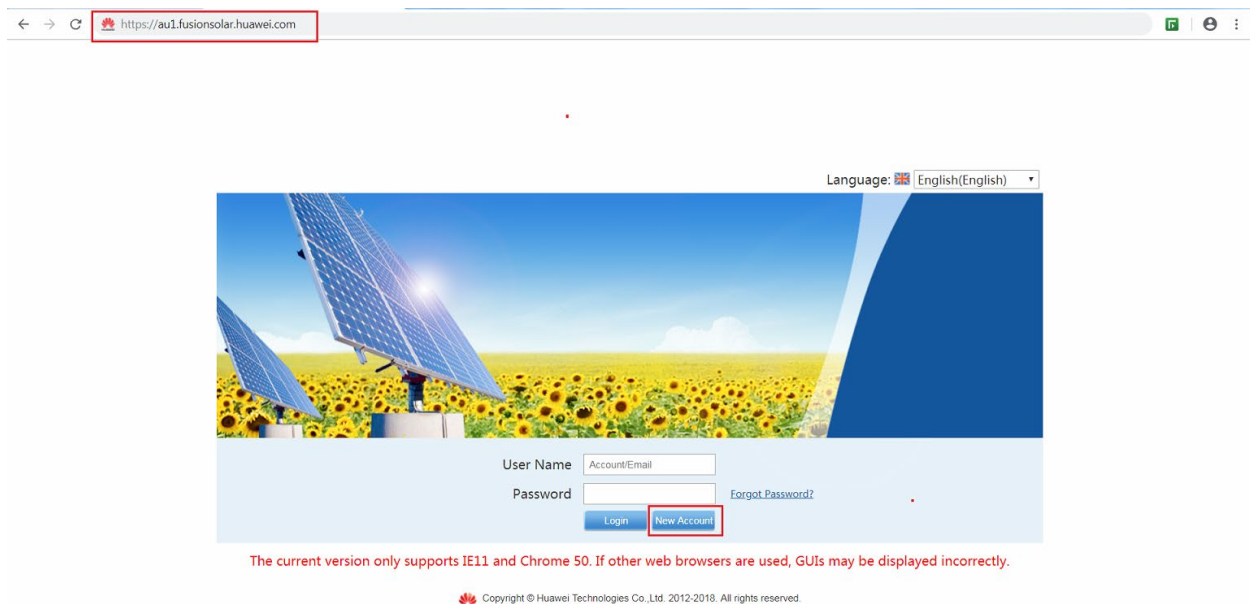 https://au1.fusionsolar.huawei.com
Language: English(English)
User Name Account/Email
Password Forgot Password?
Login New Account
The current version only supports IE11 and Chrome 50. If other web browsers are used, GUIs may be displayed incorrectly.
Copyright © Huawei Technologies Co.,Ltd. 2012-2018. All rights reserved.